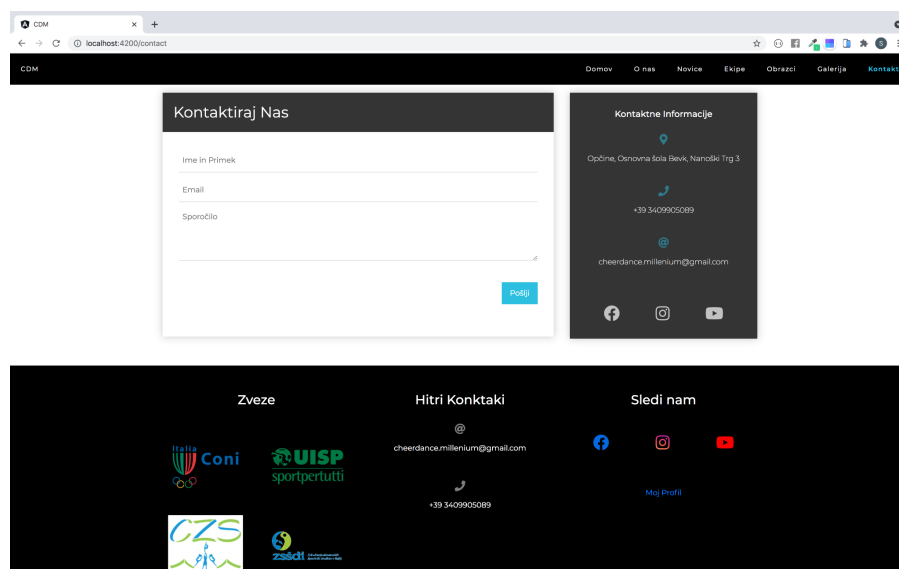 CDM
localhost:4200/contact
S
CDM
Domov O nas Novice Ekipe Obrazci Galerija Kontakt
Kontaktiraj Nas
Ime in Primek
Email
Sporočilo
Pošlji
Kontaktne Informacije
Općine, Osnovna šola Bevk, Nanoški Trg 3
+39 3409905089
@
cheerdance.millenium@gmail.com
Zveze
Italia
Coni
UISP
sportpertutti
CZS
zsšdi
Hitri Konktaki
@
cheerdance.millenium@gmail.com
+39 3409905089
Sledi nam
Moj Profil